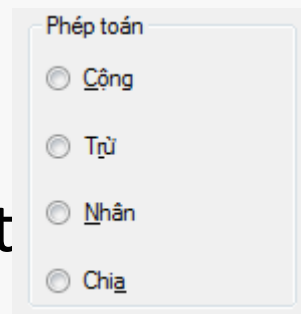 Phép toán
Cộng
Trừ
t
Nhân
Chia